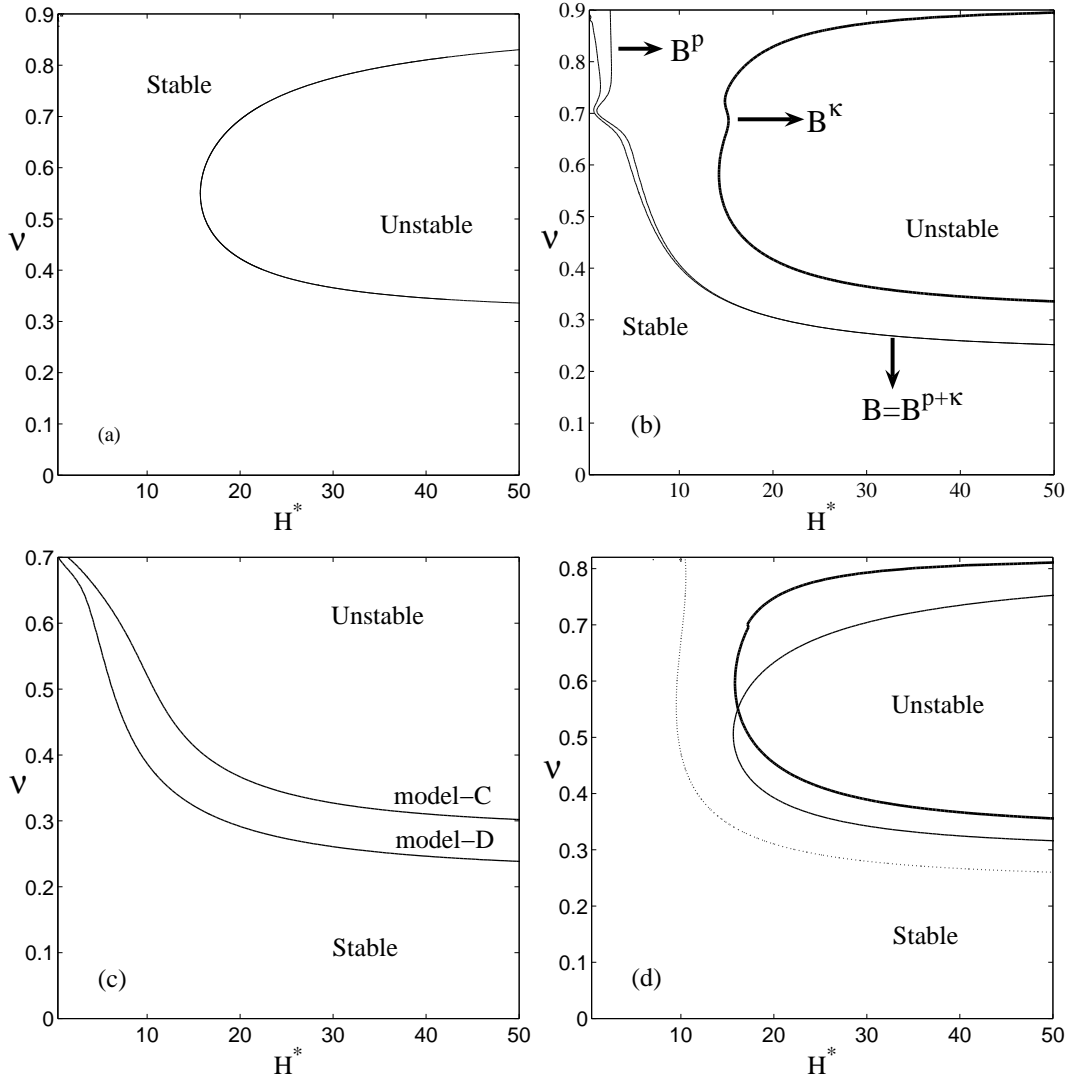 0.9
0.8
0.7
0.6
0.5
ν
0.4
0.3
0.2
0.1
0
Stable
Unstable
(a)
10
20
30
40
50
H*
0.9
0.8
0.7
0.6
0.5
ν
0.4
0.3
0.2
0.1
0
B^p
B^κ
Unstable
Stable
B=B^{p+κ}
(b)
10
20
30
40
50
H*
0.7
0.6
0.5
0.4
ν
0.3
0.2
0.1
0
Unstable
model−C
model−D
Stable
(c)
10
20
30
40
50
H*
0.8
0.7
0.6
0.5
ν
0.4
0.3
0.2
0.1
0
Unstable
Stable
(d)
10
20
30
40
50
H*